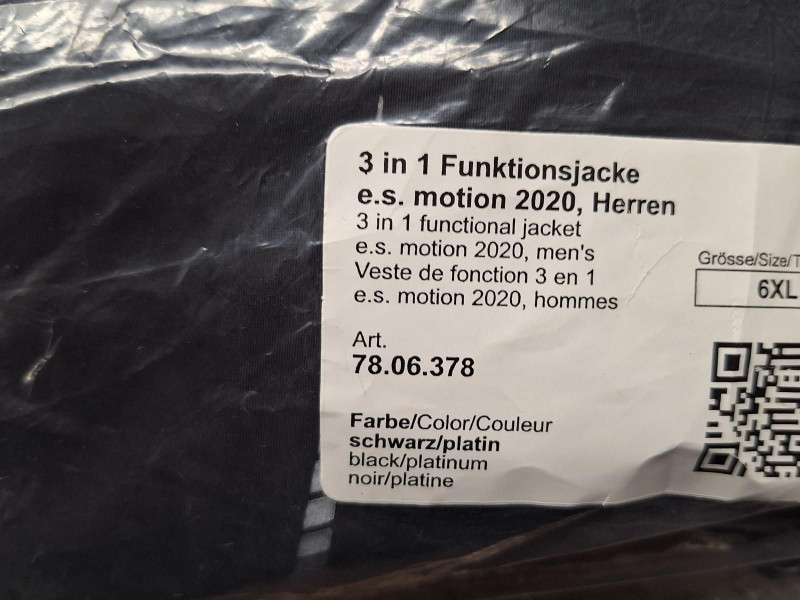 3 in 1 Funktionsjacke
e.s. motion 2020, Herren
3 in 1 functional jacket
e.s. motion 2020, men's
Veste de fonction 3 en 1
e.s. motion 2020, hommes
Grösse/Size/T
6XL
Art.
78.06.378
Farbe/Color/Couleur
schwarz/platin
black/platinum
noir/platine